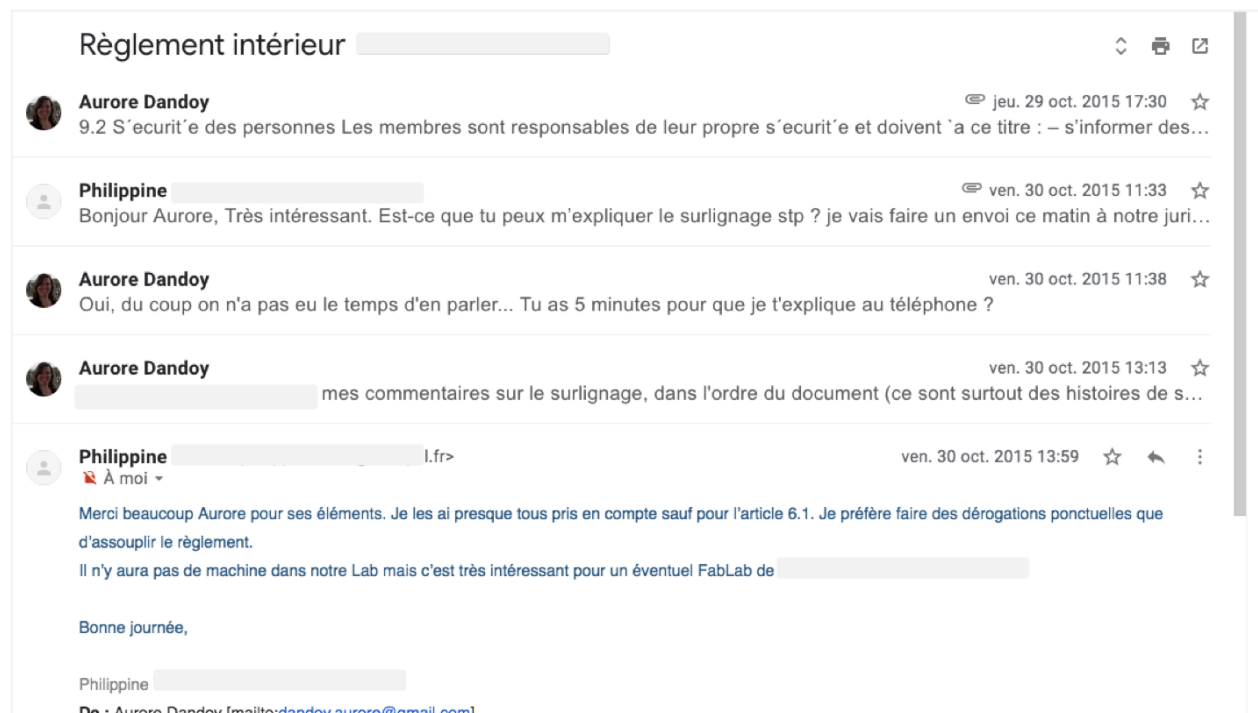 Règlement intérieur
Aurore Dandoy jeu. 29 oct. 2015 17:30
9.2 S´ecurit´e des personnes Les membres sont responsables de leur propre s´ecurit´e et doivent `a ce titre : – s'informer des...
Philippine ven. 30 oct. 2015 11:33
Bonjour Aurore, Très intéressant. Est-ce que tu peux m'expliquer le surlignage stp ? je vais faire un envoi ce matin à notre juri...
Aurore Dandoy ven. 30 oct. 2015 11:38
Oui, du coup on n'a pas eu le temps d'en parler... Tu as 5 minutes pour que je t'explique au téléphone ?
Aurore Dandoy ven. 30 oct. 2015 13:13
mes commentaires sur le surlignage, dans l'ordre du document (ce sont surtout des histoires de s...
Philippine l.fr> ven. 30 oct. 2015 13:59
À moi
Merci beaucoup Aurore pour ses éléments. Je les ai presque tous pris en compte sauf pour l'article 6.1. Je préfère faire des dérogations ponctuelles que
d'assouplir le règlement.
Il n'y aura pas de machine dans notre Lab mais c'est très intéressant pour un éventuel FabLab de
Bonne journée,
Philippine
De : Aurore Dandoy [mailto:dandoy.aurore@gmail.com]